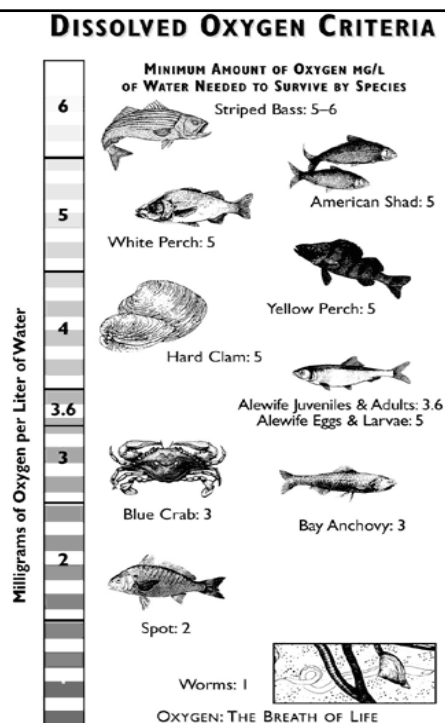 DISSOLVED OXYGEN CRITERIA
MINIMUM AMOUNT OF OXYGEN MG/L
OF WATER NEEDED TO SURVIVE BY SPECIES
Striped Bass: 5–6
6
American Shad: 5
5
White Perch: 5
Yellow Perch: 5
4
Hard Clam: 5
Alewife Juveniles & Adults: 3.6
3.6
Alewife Eggs & Larvae: 5
3
Blue Crab: 3
Bay Anchovy: 3
2
Spot: 2
Worms: 1
OXYGEN: THE BREATH OF LIFE
Milligrams of Oxygen per Liter of Water